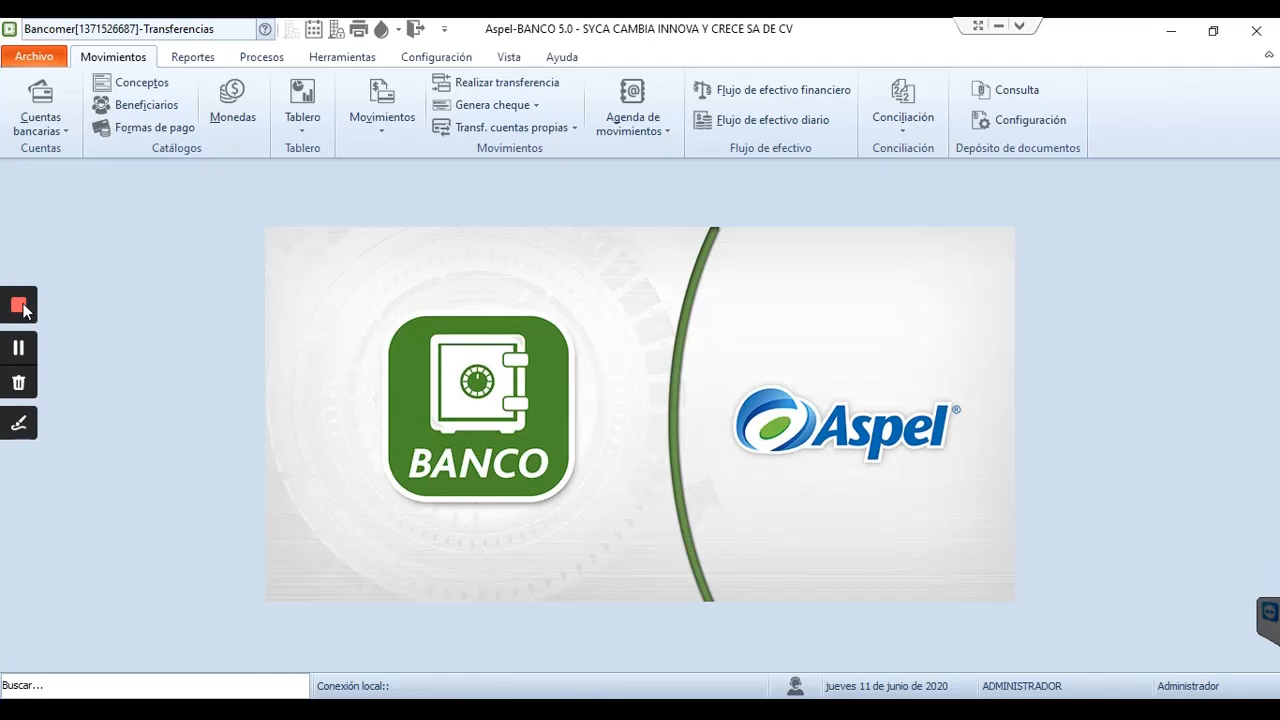 Bancomer[1371526687]-Transferencias
Aspel-BANCO 5.0 - SYCA CAMBIA INNOVA Y CRECE SA DE CV
Archivo Movimientos Reportes Procesos Herramientas Configuración Vista Ayuda
Cuentas bancarias
Cuentas
Conceptos
Beneficiarios
Formas de pago
Monedas
Catálogos
Tablero
Tablero
Movimientos
Realizar transferencia
Genera cheque
Transf. cuentas propias
Agenda de movimientos
Movimientos
Flujo de efectivo financiero
Flujo de efectivo diario
Flujo de efectivo
Conciliación
Conciliación
Consulta
Configuración
Depósito de documentos
BANCO
Aspel®
Buscar...
Conexión local::
jueves 11 de junio de 2020
ADMINISTRADOR
Administrador